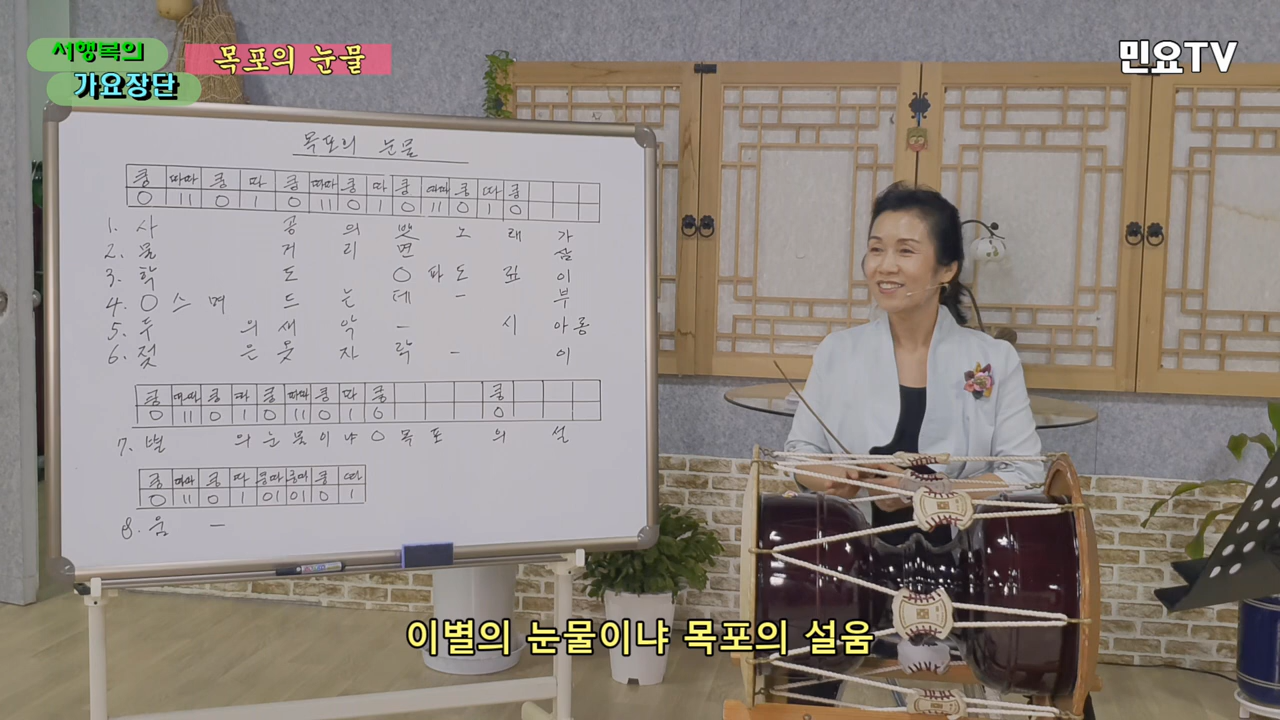 서행복의
가요장단
목포의 눈물
민요TV
목포의 눈물
쿵 따따 쿵 따 쿵 따따 쿵 따 쿵 따따 쿵 따 쿵
○ | | ○ | ○ | | ○ | ○ | | ○ | ○
1. 사 공 의 뱃 노 래 가
2. 물 거 리 면 삼
3. 학 도 ○ 파 도 깊 이
4. ○ 스 며 드 는 데 - 부
5. 두 의 새 악 - 시 아 롱
6. 젖 은 옷 자 락 - 이
쿵 따따 쿵 따 쿵 따따 쿵 따 쿵 쿵
○ | | ○ | ○ | | ○ | ○ ○
7. 별 의 눈 물 이 냐 ○ 목 포 의 설
쿵 따따 쿵 따 쿵따 쿵따 쿵 따
○ | | ○ | ○| ○| ○ |
8. 움 -
이별의 눈물이냐 목포의 설움